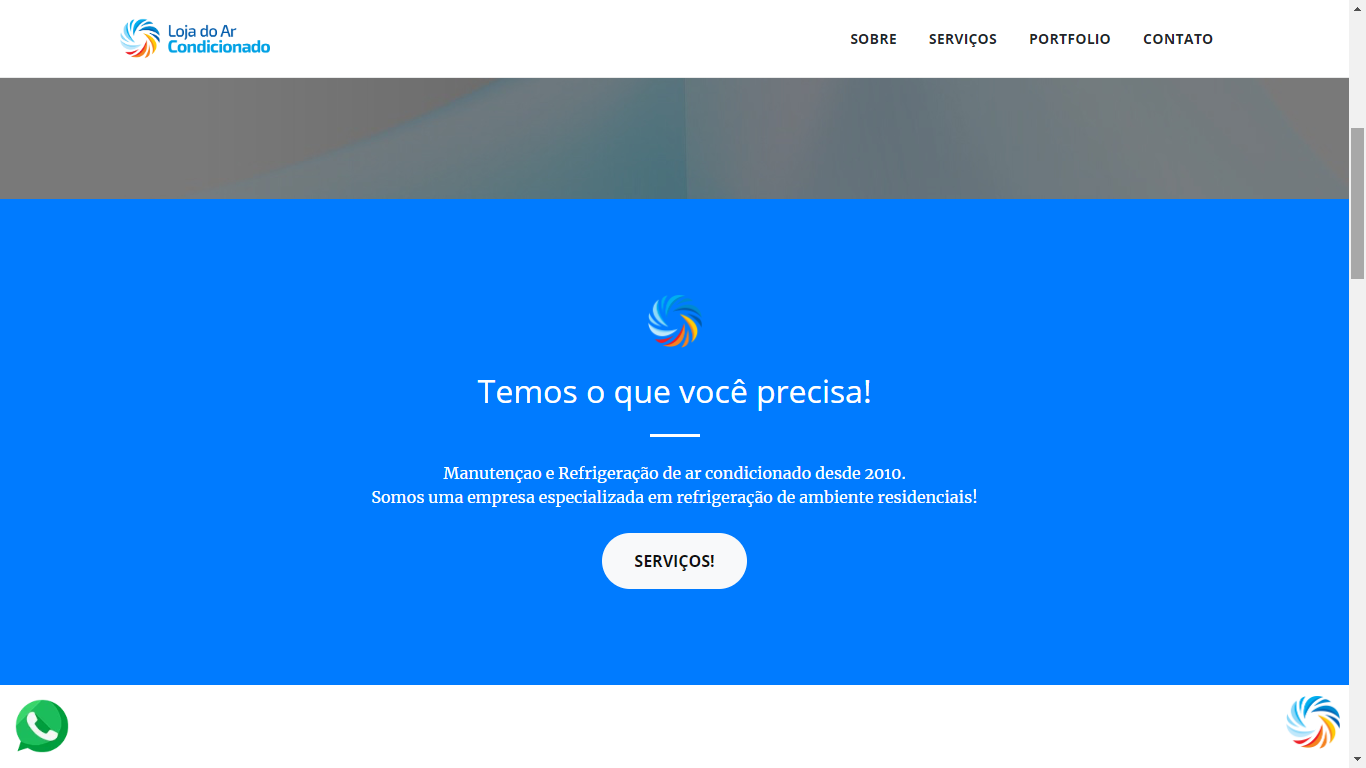 Loja do Ar
Condicionado
SOBRE SERVIÇOS PORTFOLIO CONTATO
Temos o que você precisa!
Manutençao e Refrigeração de ar condicionado desde 2010.
Somos uma empresa especializada em refrigeração de ambiente residenciais!
SERVIÇOS!